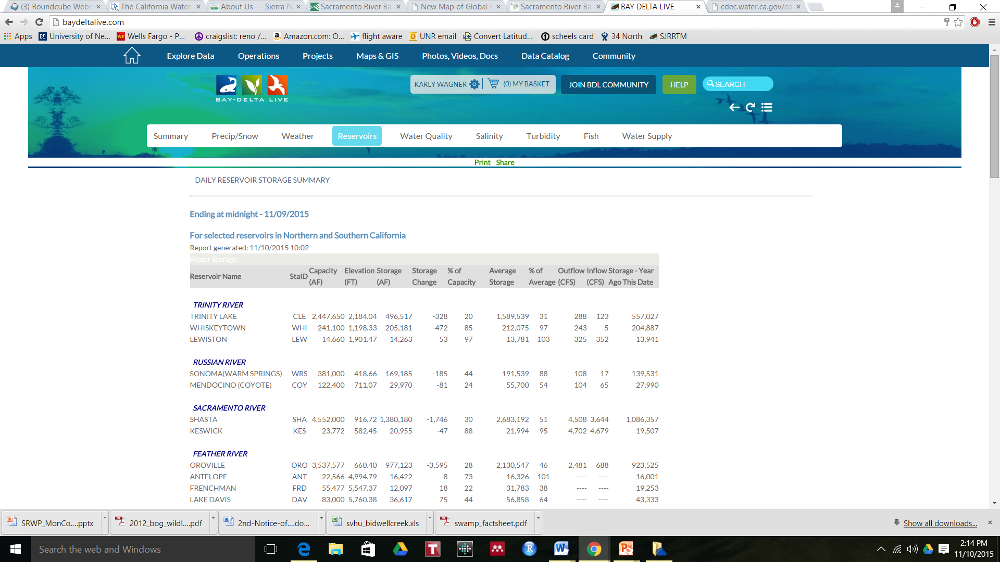 (3) Roundcube Webr The California Water About Us — Sierra N Sacramento River Ba New Map of Global E Sacramento River Ba BAY DELTA LIVE cdec.water.ca.gov/cd
baydeltalive.com
Apps University of Ne... Wells Fargo - P... craigslist: reno /... Amazon.com: O... flight aware UNR email Convert Latitud... scheels card 34 North SJRRTM
Explore Data Operations Projects Maps & GIS Photos, Videos, Docs Data Catalog Community
KARLY WAGNER (0) MY BASKET JOIN BDL COMMUNITY HELP SEARCH
BAY-DELTA LIVE
Summary Precip/Snow Weather Reservoirs Water Quality Salinity Turbidity Fish Water Supply
Print Share
DAILY RESERVOIR STORAGE SUMMARY
Ending at midnight - 11/09/2015
For selected reservoirs in Northern and Southern California
Report generated: 11/10/2015 10:02
Water Storage
Reservoir Name StaID Capacity (AF) Elevation (FT) Storage (AF) Storage Change % of Capacity Average Storage % of Average Outflow (CFS) Inflow (CFS) Storage - Year Ago This Date
TRINITY RIVER
TRINITY LAKE CLE 2,447,650 2,184.04 496,517 -328 20 1,589,539 31 288 123 557,027
WHISKEYTOWN WHI 241,100 1,198.33 205,181 -472 85 212,075 97 243 5 204,887
LEWISTON LEW 14,660 1,901.47 14,263 53 97 13,781 103 325 352 13,941
RUSSIAN RIVER
SONOMA(WARM SPRINGS) WRS 381,000 418.66 169,185 -185 44 191,539 88 108 17 139,531
MENDOCINO (COYOTE) COY 122,400 711.07 29,970 -81 24 55,700 54 104 65 27,990
SACRAMENTO RIVER
SHASTA SHA 4,552,000 916.72 1,380,180 -1,746 30 2,683,192 51 4,508 3,644 1,086,357
KESWICK KES 23,772 582.45 20,955 -47 88 21,994 95 4,702 4,679 19,507
FEATHER RIVER
OROVILLE ORO 3,537,577 660.40 977,123 -3,595 28 2,130,547 46 2,481 688 923,525
ANTELOPE ANT 22,566 4,994.79 16,422 8 73 16,326 101 ---- ---- 16,001
FRENCHMAN FRD 55,477 5,547.37 12,097 18 22 31,783 38 ---- ---- 19,253
LAKE DAVIS DAV 83,000 5,760.38 36,617 75 44 56,858 64 ---- ---- 43,333
SRWP_MonCo....pptx 2012_bog_wildl....pdf 2nd-Notice-of....do... svhu_bidwellcreek.xls swamp_factsheet.pdf Show all downloads...
Search the web and Windows
2:14 PM
11/10/2015